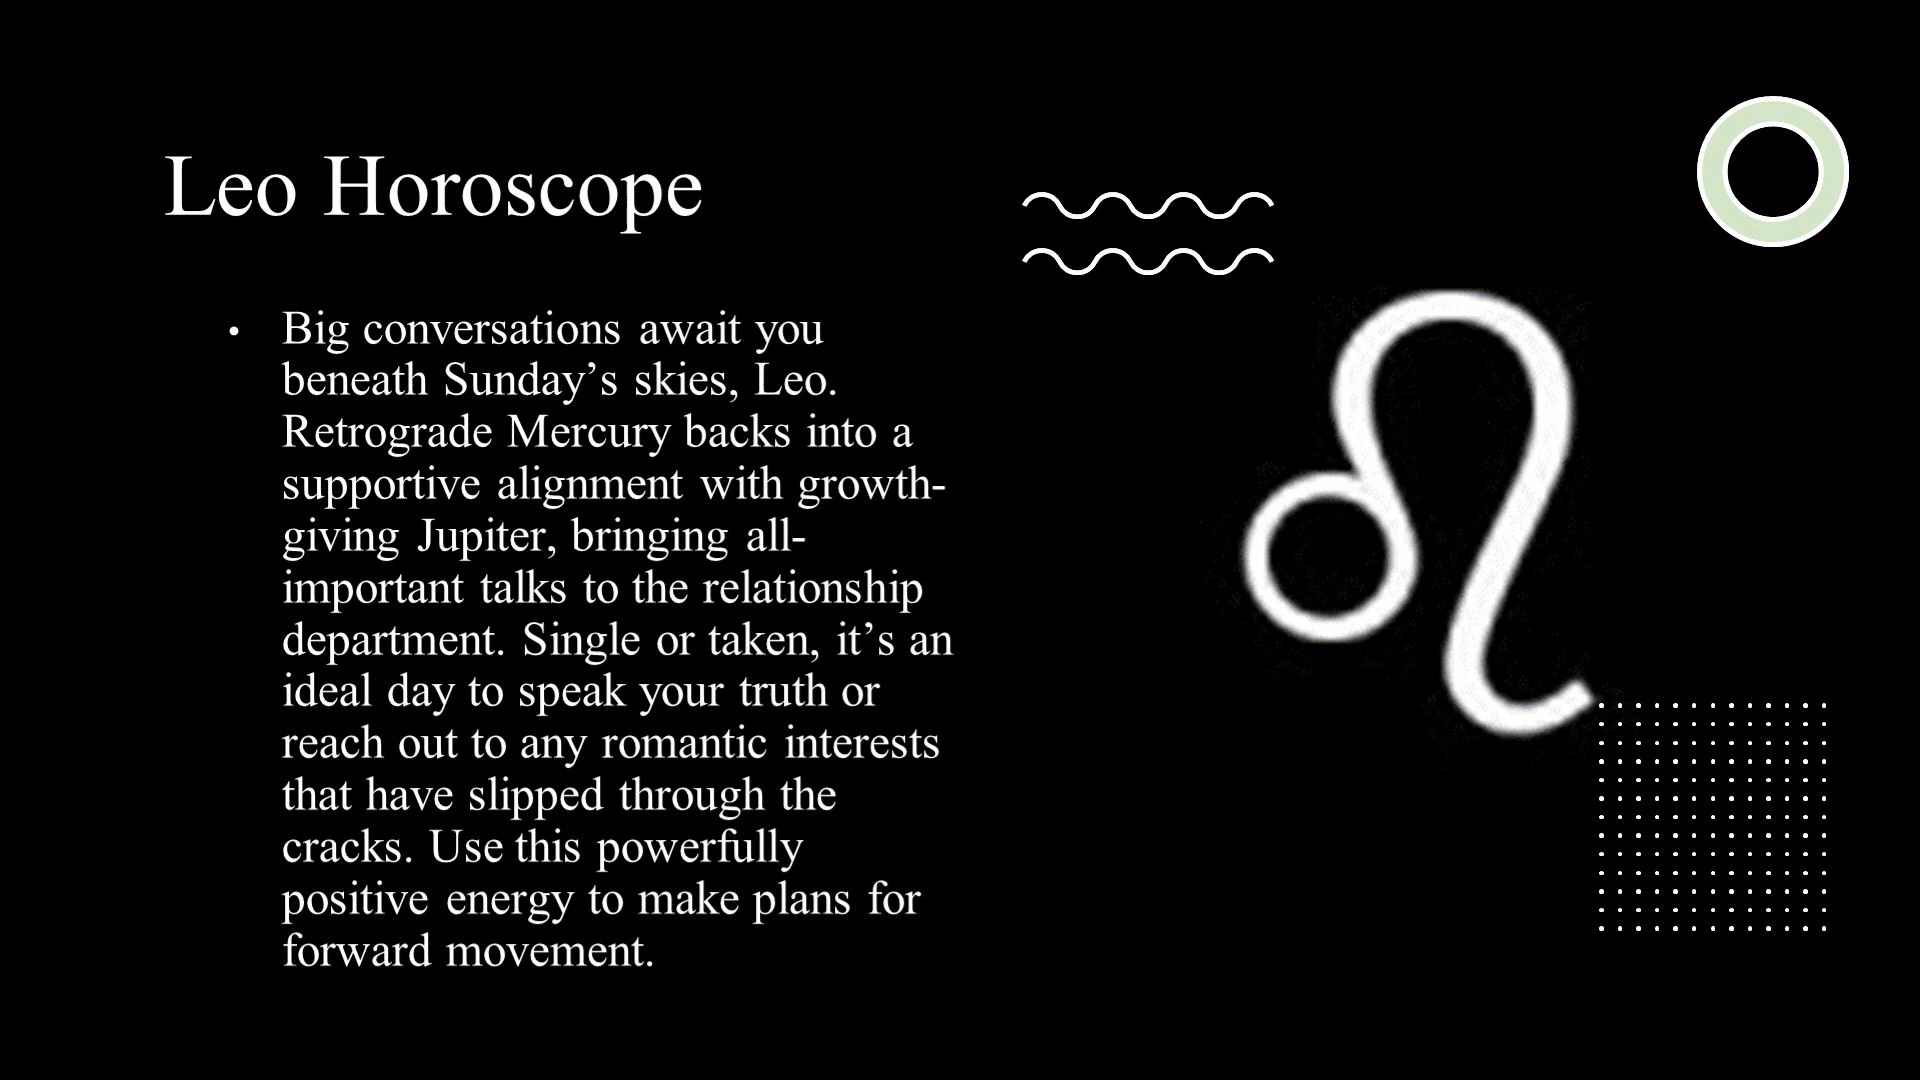 Leo Horoscope
• Big conversations await you
beneath Sunday’s skies, Leo.
Retrograde Mercury backs into a
supportive alignment with growth-
giving Jupiter, bringing all-
important talks to the relationship
department. Single or taken, it’s an
ideal day to speak your truth or
reach out to any romantic interests
that have slipped through the
cracks. Use this powerfully
positive energy to make plans for
forward movement.